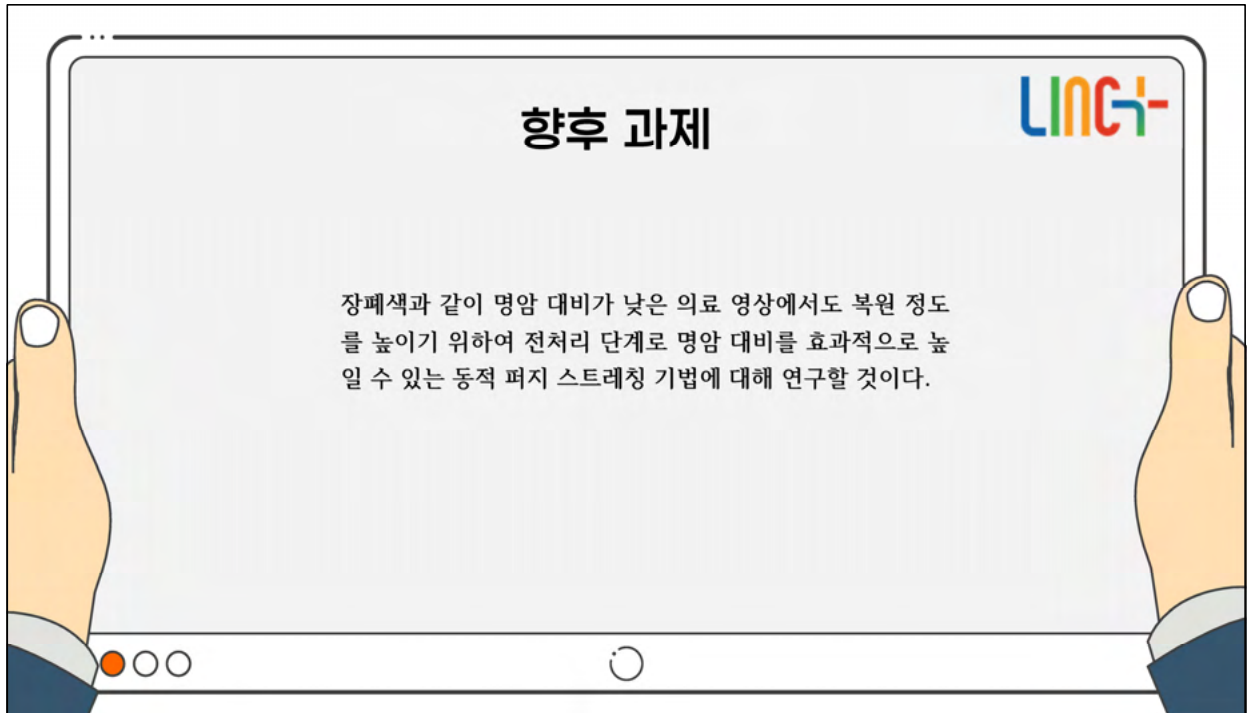 향후 과제
LINC+
장폐색과 같이 명암 대비가 낮은 의료 영상에서도 복원 정도
를 높이기 위하여 전처리 단계로 명암 대비를 효과적으로 높
일 수 있는 동적 퍼지 스트레칭 기법에 대해 연구할 것이다.